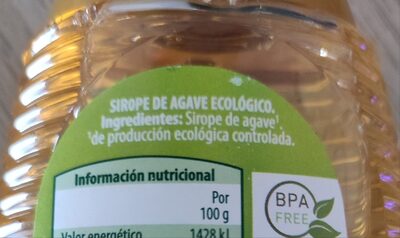 SIROPE DE AGAVE ECOLÓGICO.
Ingredientes: Sirope de agave¹.
¹de producción ecológica controlada.
Información nutricional
Por
100 g
Valor energético 1428 kJ
BPA
FREE